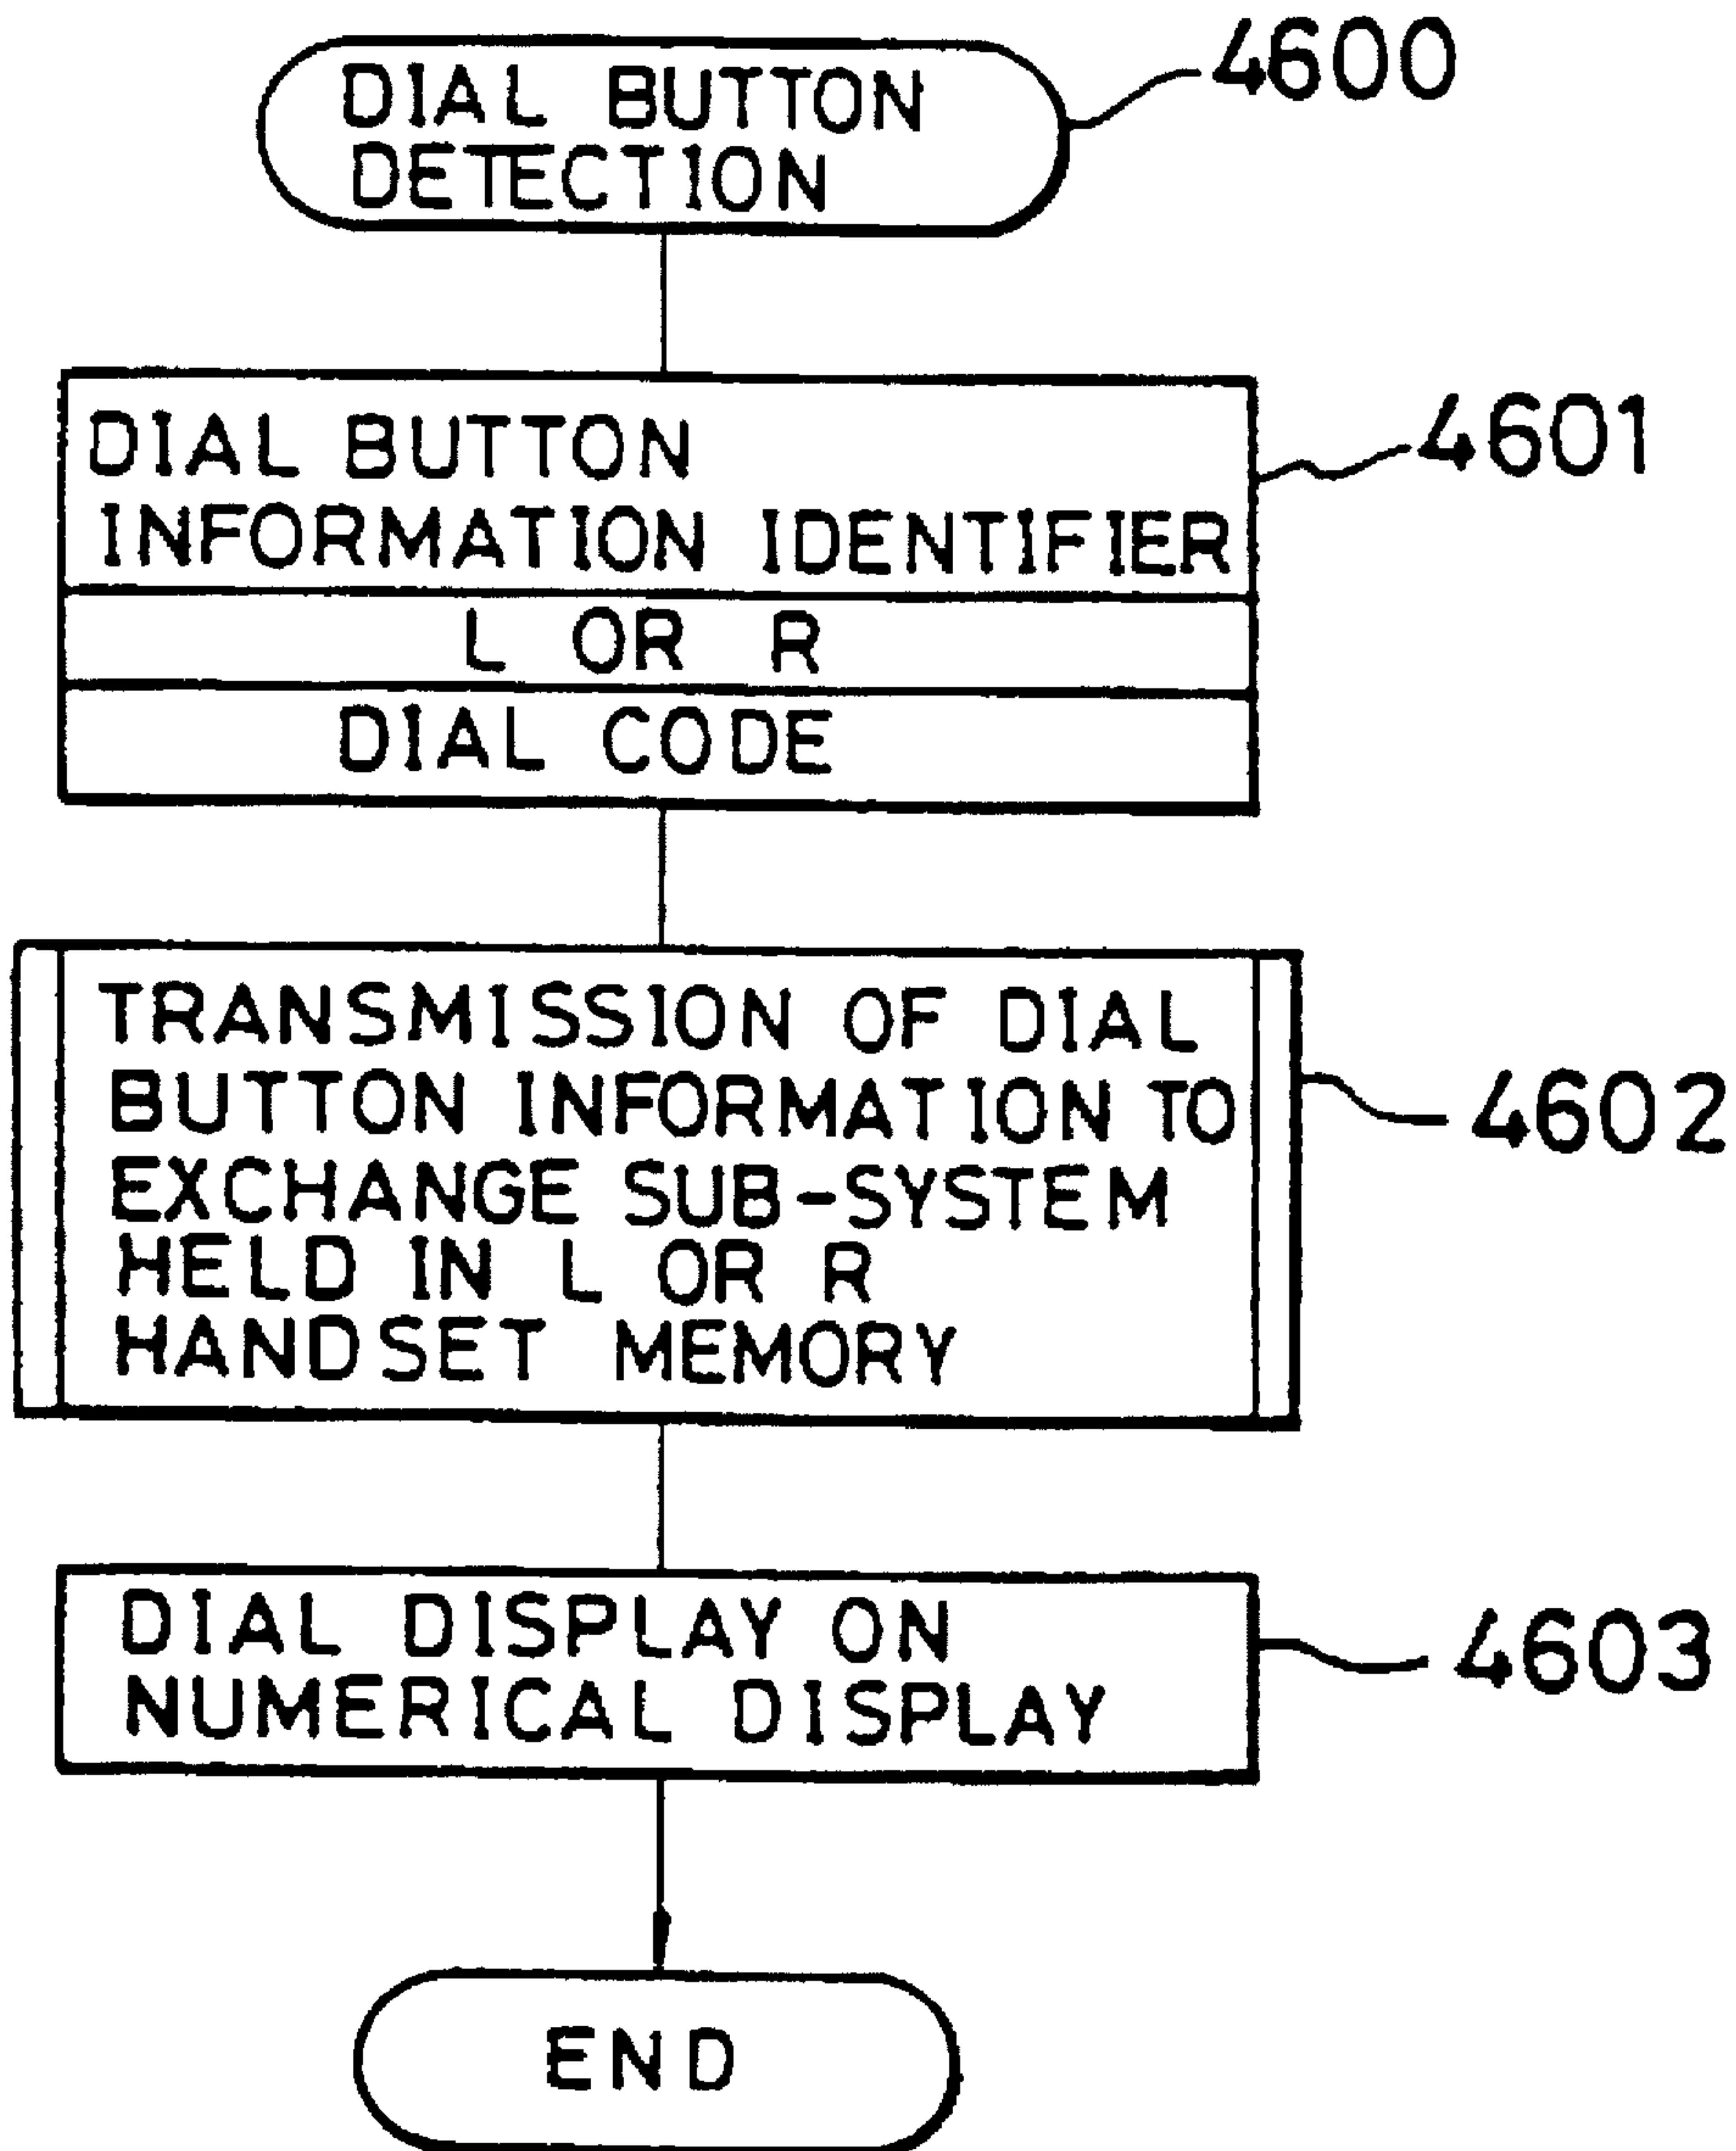 DIAL BUTTON
DETECTION
4600
DIAL BUTTON
INFORMATION IDENTIFIER
4601
L OR R
DIAL CODE
TRANSMISSION OF DIAL
BUTTON INFORMATION TO
EXCHANGE SUB-SYSTEM
HELD IN L OR R
HANDSET MEMORY
4602
DIAL DISPLAY ON
NUMERICAL DISPLAY
4603
END